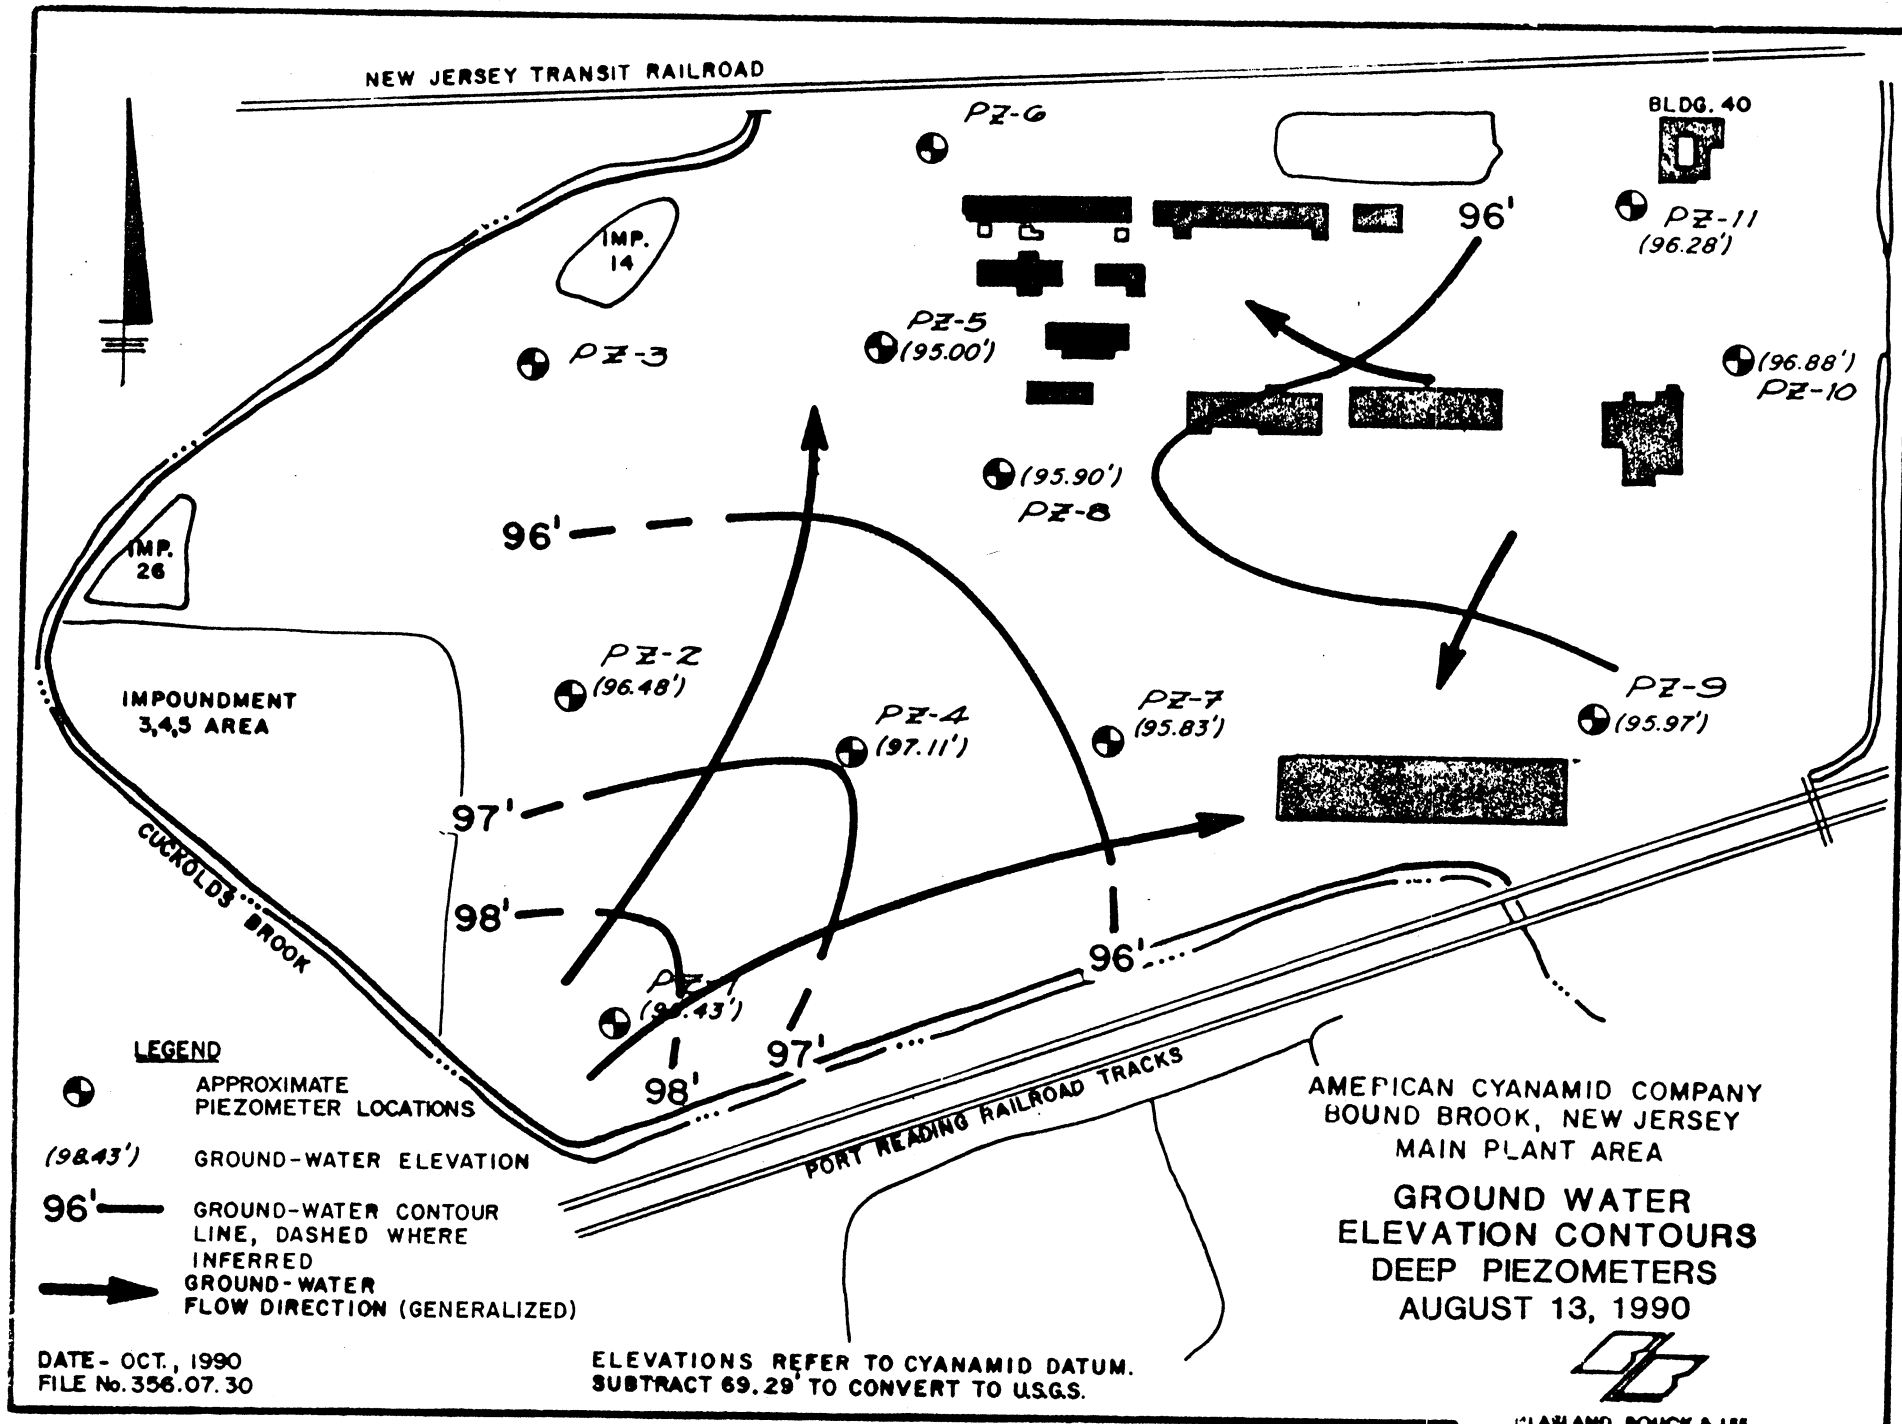 NEW JERSEY TRANSIT RAILROAD
PZ-6
BLDG. 40
96'
PZ-11
(96.28')
IMP.
14
PZ-5
(95.00')
PZ-3
(96.88')
PZ-10
(95.90')
PZ-8
96'
IMP.
26
PZ-2
(96.48')
IMPOUNDMENT
3,4,5 AREA
PZ-4
(97.11')
PZ-7
(95.83')
PZ-9
(95.97')
97'
98'
CUCKOLDS BROOK
96'
97'
98'
PORT READING RAILROAD TRACKS
LEGEND
APPROXIMATE
PIEZOMETER LOCATIONS
(98.43') GROUND-WATER ELEVATION
96' GROUND-WATER CONTOUR
LINE, DASHED WHERE
INFERRED
GROUND-WATER
FLOW DIRECTION (GENERALIZED)
DATE- OCT., 1990
FILE No. 356.07.30
ELEVATIONS REFER TO CYANAMID DATUM.
SUBTRACT 69.29' TO CONVERT TO U.S.G.S.
AMERICAN CYANAMID COMPANY
BOUND BROOK, NEW JERSEY
MAIN PLANT AREA
GROUND WATER
ELEVATION CONTOURS
DEEP PIEZOMETERS
AUGUST 13, 1990